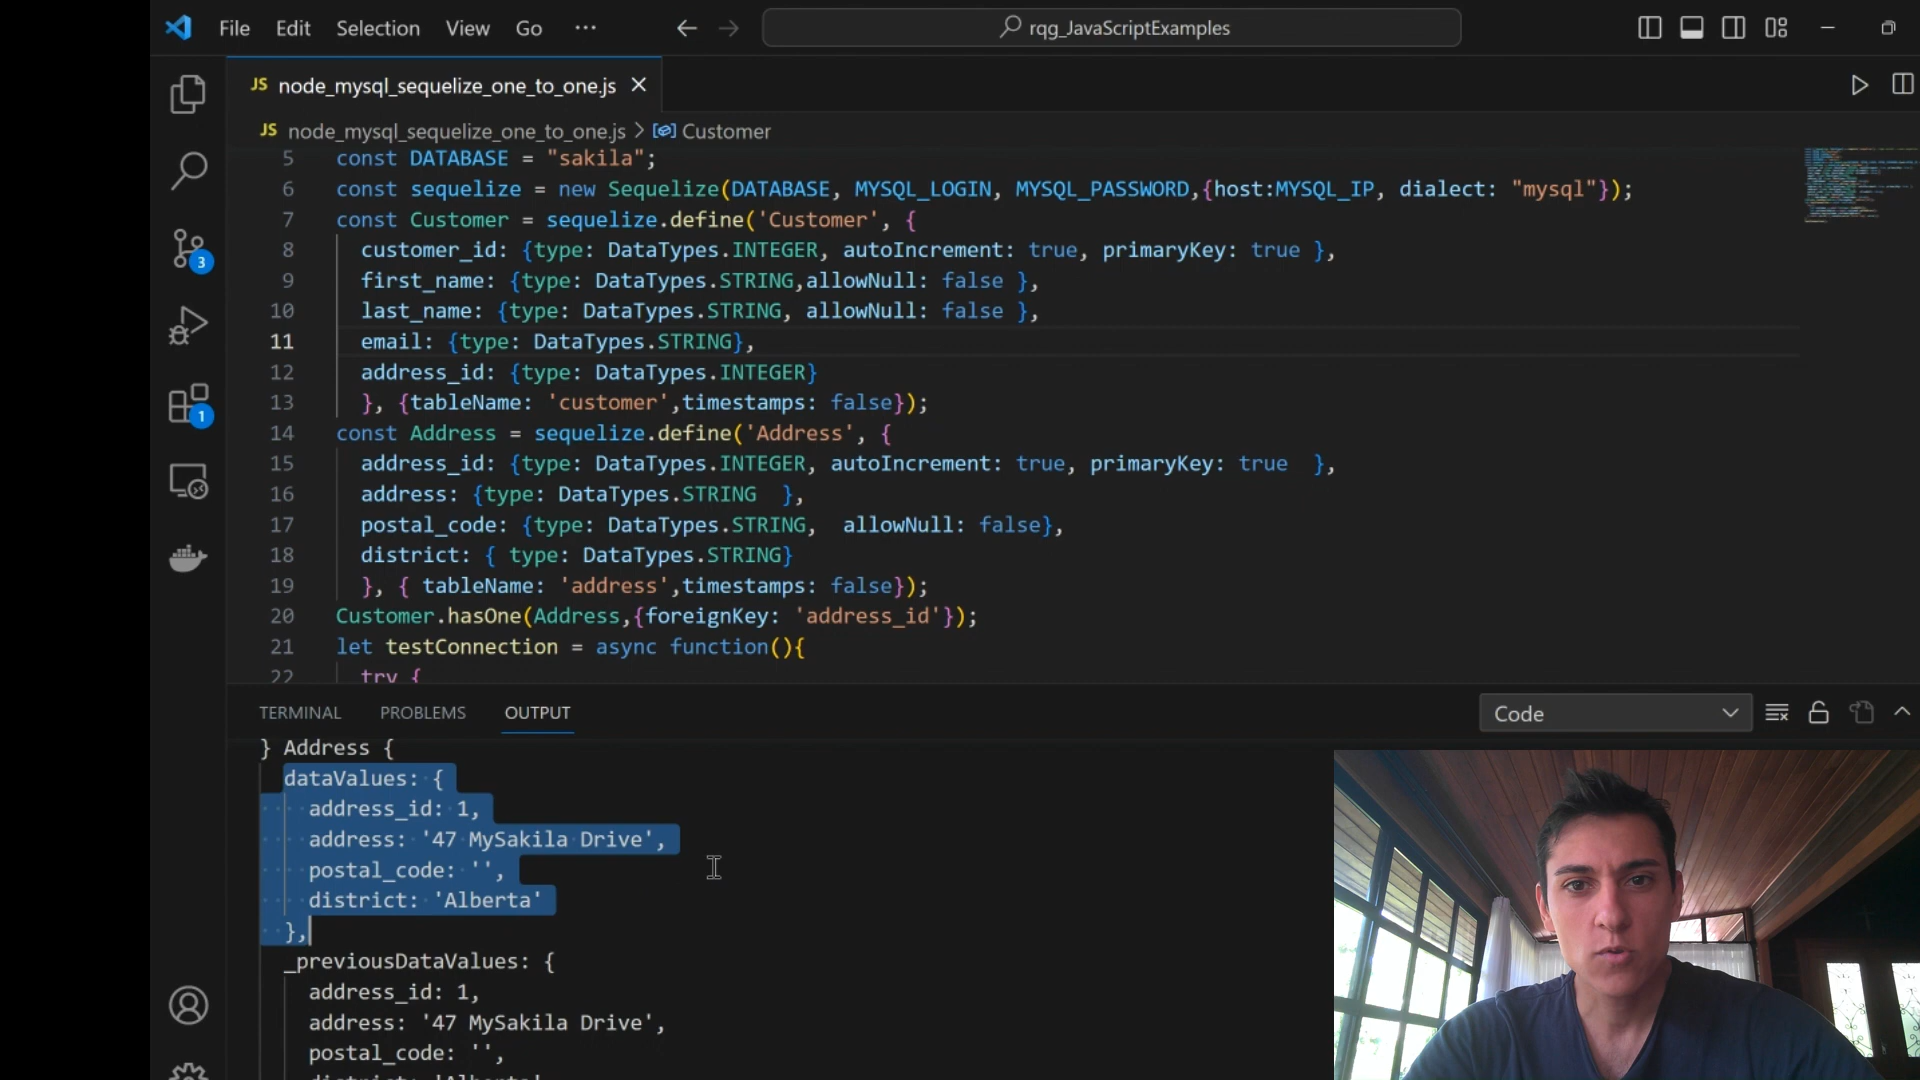 File Edit Selection View Go ··· rqg_JavaScriptExamples
JS node_mysql_sequelize_one_to_one.js
JS node_mysql_sequelize_one_to_one.js > Customer
5 const DATABASE = "sakila";
6 const sequelize = new Sequelize(DATABASE, MYSQL_LOGIN, MYSQL_PASSWORD,{host:MYSQL_IP, dialect: "mysql"});
7 const Customer = sequelize.define('Customer', {
8 customer_id: {type: DataTypes.INTEGER, autoIncrement: true, primaryKey: true },
9 first_name: {type: DataTypes.STRING,allowNull: false },
10 last_name: {type: DataTypes.STRING, allowNull: false },
11 email: {type: DataTypes.STRING},
12 address_id: {type: DataTypes.INTEGER}
13 }, {tableName: 'customer',timestamps: false});
14 const Address = sequelize.define('Address', {
15 address_id: {type: DataTypes.INTEGER, autoIncrement: true, primaryKey: true },
16 address: {type: DataTypes.STRING },
17 postal_code: {type: DataTypes.STRING, allowNull: false},
18 district: { type: DataTypes.STRING}
19 }, { tableName: 'address',timestamps: false});
20 Customer.hasOne(Address,{foreignKey: 'address_id'});
21 let testConnection = async function(){
22 try {
3
1
TERMINAL PROBLEMS OUTPUT Code
} Address {
dataValues: {
address_id: 1,
address: '47 MySakila Drive',
postal_code: '',
district: 'Alberta'
},
_previousDataValues: {
address_id: 1,
address: '47 MySakila Drive',
postal_code: '',
district: 'Alberta'